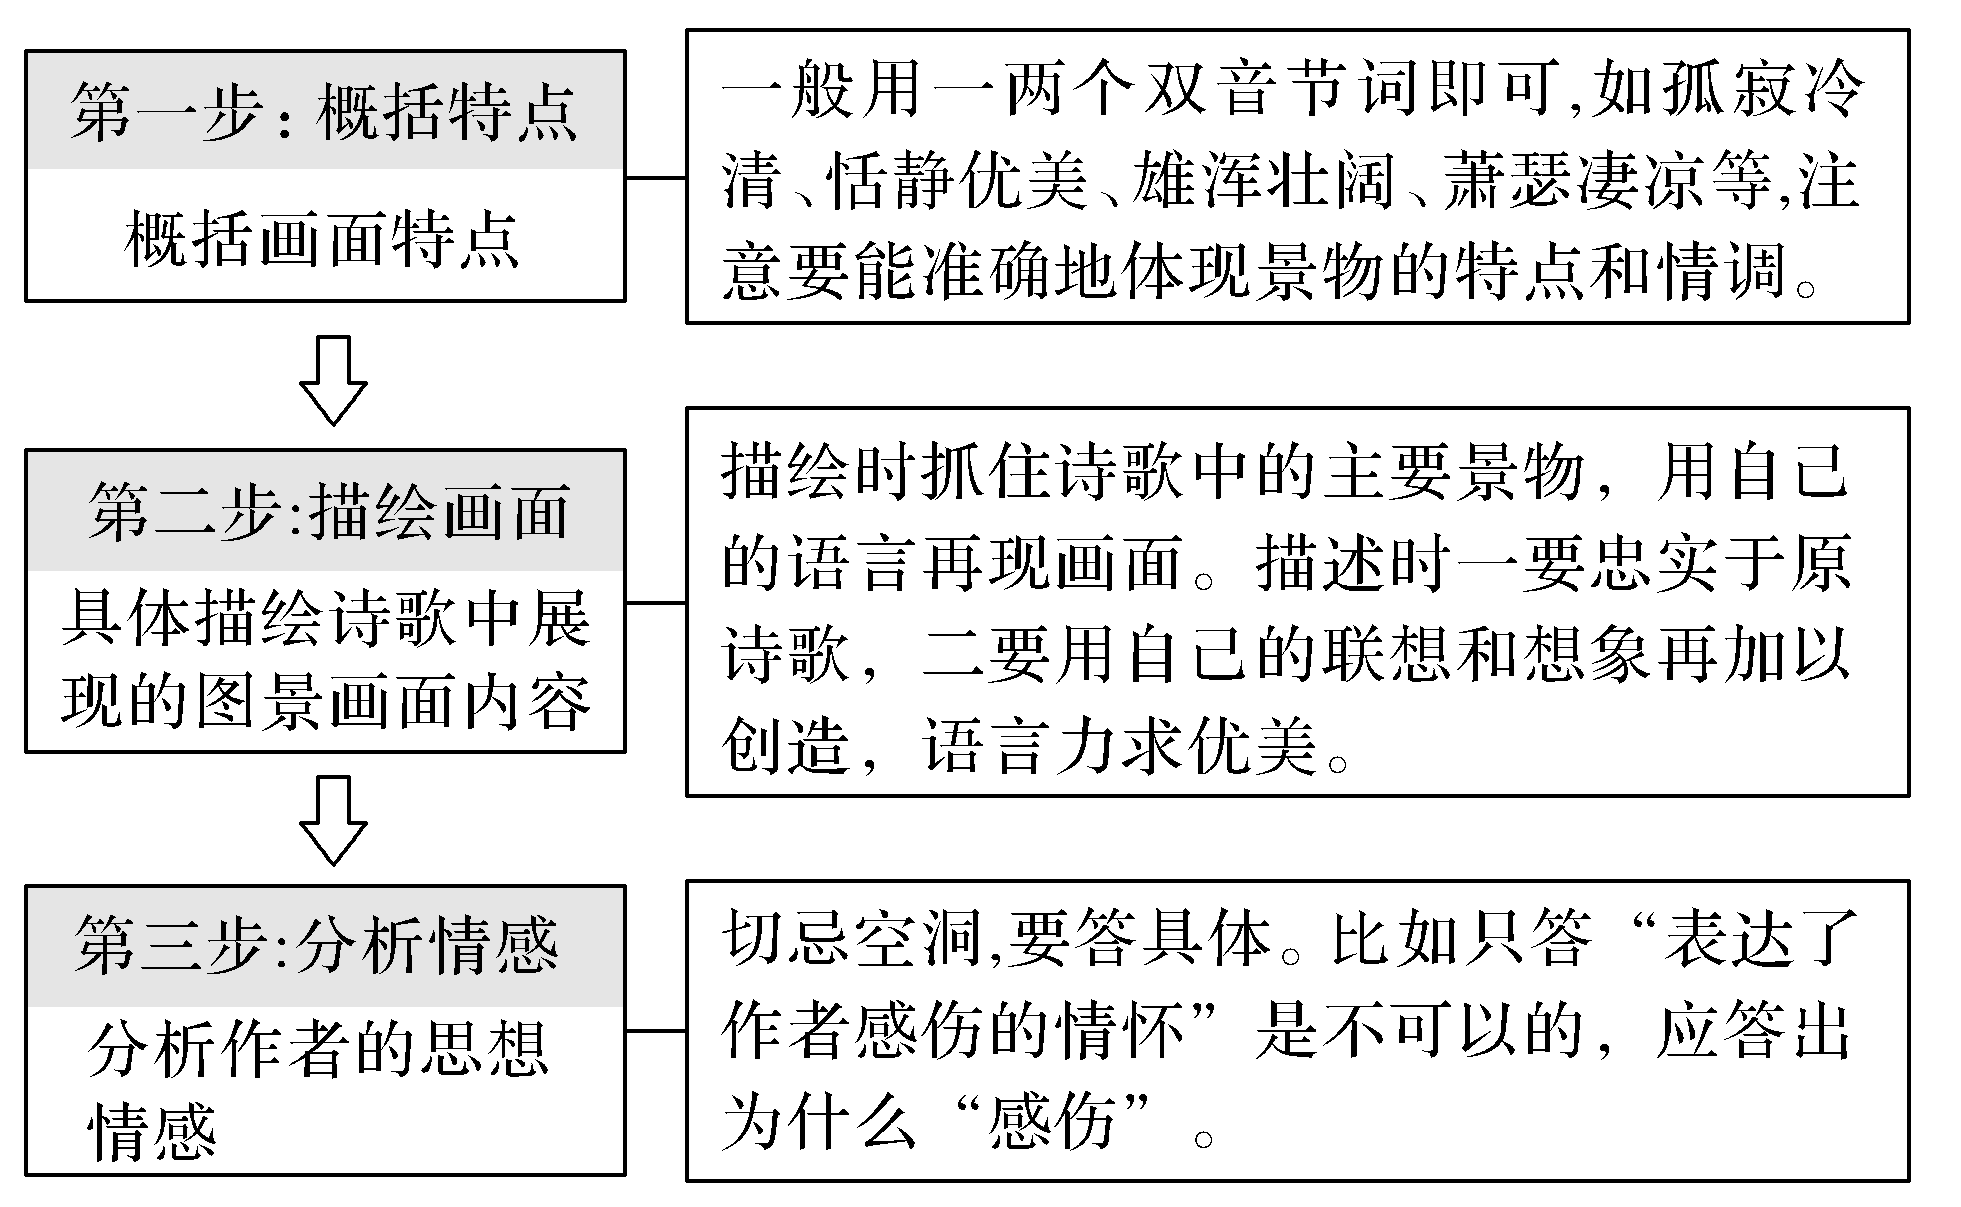 第一步：概括特点
概括画面特点
一般用一两个双音节词即可,如孤寂冷
清、恬静优美、雄浑壮阔、萧瑟凄凉等,注
意要能准确地体现景物的特点和情调。
第二步:描绘画面
具体描绘诗歌中展
现的图景画面内容
描绘时抓住诗歌中的主要景物，用自己
的语言再现画面。描述时一要忠实于原
诗歌，二要用自己的联想和想象再加以
创造，语言力求优美。
第三步:分析情感
分析作者的思想
情感
切忌空洞,要答具体。比如只答“表达了
作者感伤的情怀”是不可以的，应答出
为什么“感伤”。